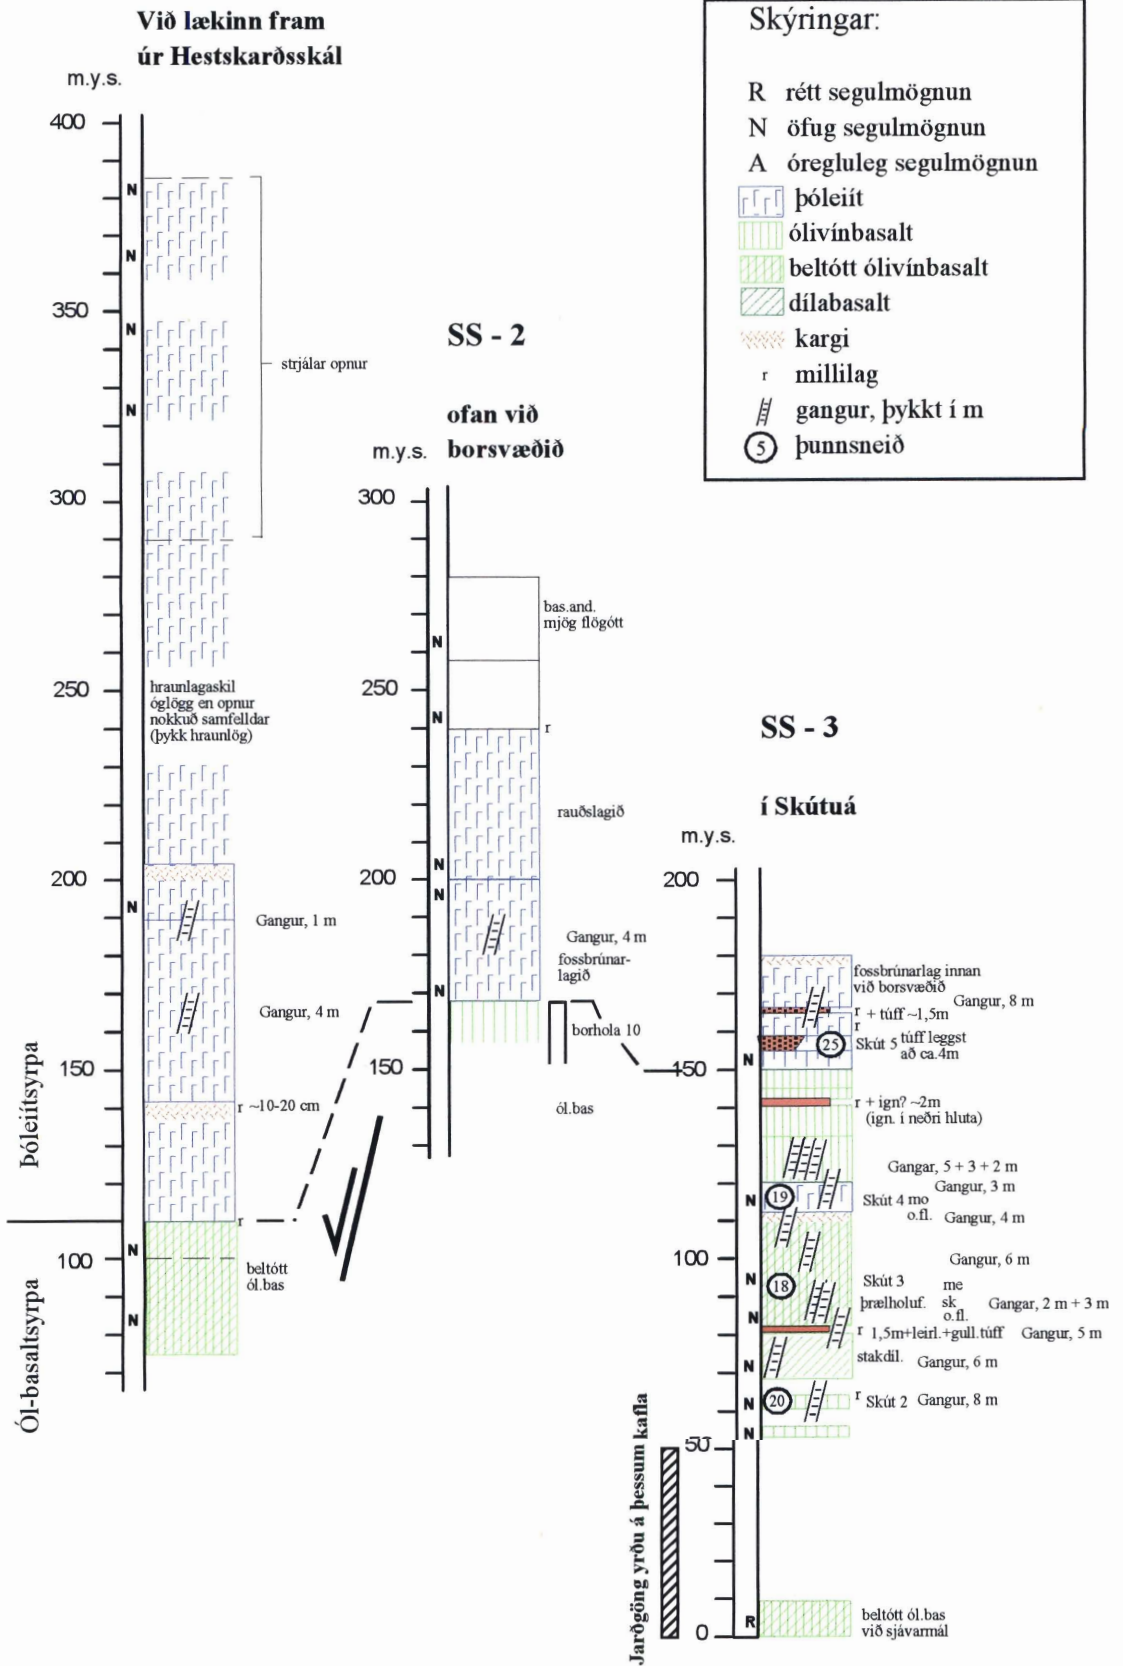 Við lækinn fram
úr Hestskarðsskál
m.y.s.
400
350
300
250
200
150
100
N
N
N
N
N
N
N
strjálar opnur
hraunlagaskil
óglögg en opnur
nokkuð samfelldar
(þykk hraunlög)
Gangur, 1 m
Gangur, 4 m
r ~10-20 cm
r
beltótt
ól.bas
Þóleiítsyrpa
Ól-basaltsyrpa
SS - 2
ofan við
borsvæðið
m.y.s.
300
250
200
150
N
N
N
N
N
bas.and.
mjög flögótt
r
rauðslagið
Gangur, 4 m
fossbrúnar-
lagið
borhola 10
ól.bas
Skýringar:
R rétt segulmögnun
N öfug segulmögnun
A óregluleg segulmögnun
þóleiít
ólivínbasalt
beltótt ólivínbasalt
dílabasalt
kargi
r millilag
gangur, þykkt í m
5 þunnsneið
SS - 3
í Skútuá
m.y.s.
200
150
100
50
0
N
N
N
N
N
N
N
R
fossbrúnarlag innan
við borsvæðið
Gangur, 8 m
r + túff ~1,5m
r
25 Skút 5 túff leggst
að ca.4m
r + ign? ~2m
(ign. í neðri hluta)
Gangar, 5 + 3 + 2 m
Gangur, 3 m
19 Skút 4 mo
o.fl. Gangur, 4 m
Gangur, 6 m
18 Skút 3 me
þrælholuf. sk Gangar, 2 m + 3 m
o.fl.
r 1,5m+leirl.+gull.túff Gangur, 5 m
stakdíl. Gangur, 6 m
20 r Skút 2 Gangur, 8 m
Jarðgöng yrðu á þessum kafla
beltótt ól.bas
við sjávarmál